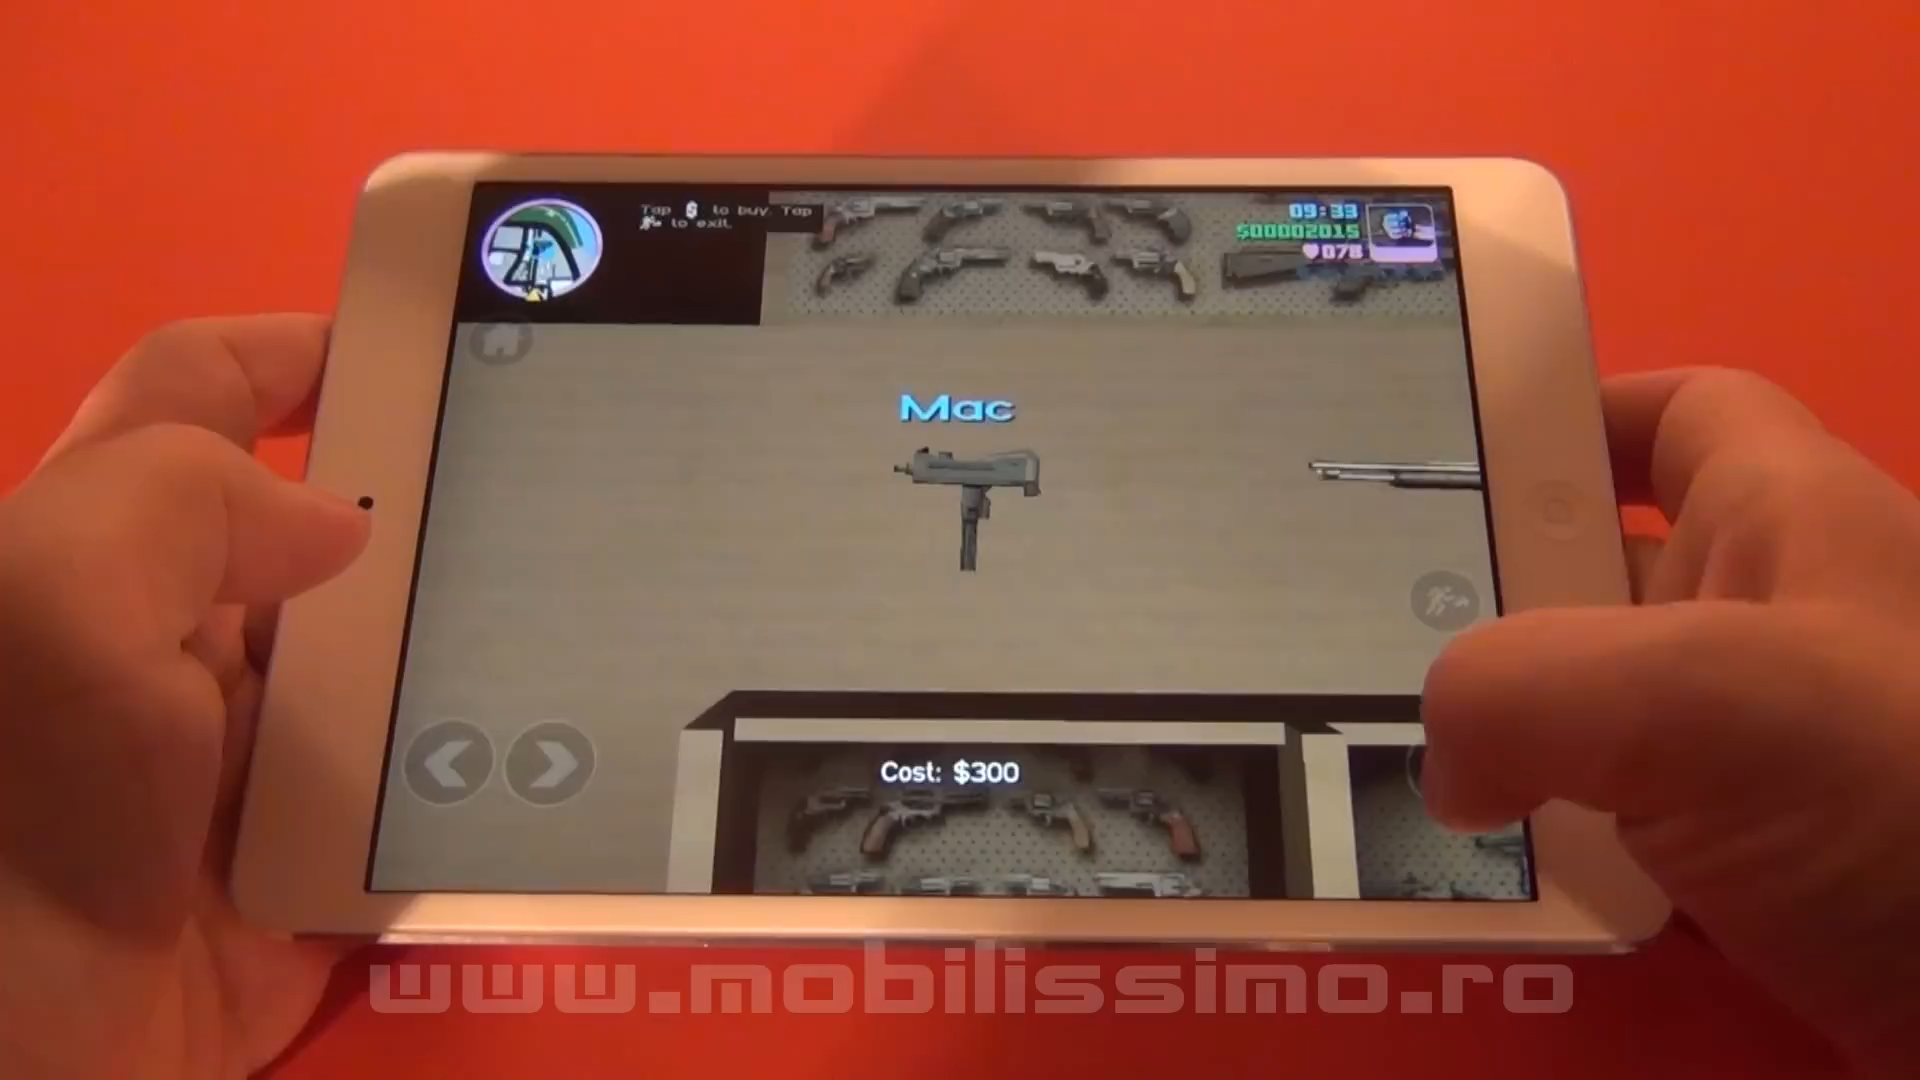 Tap $ to buy. Tap
to exit.
09:33
$00002015
078
Mac
Cost: $300
www.mobilissimo.ro